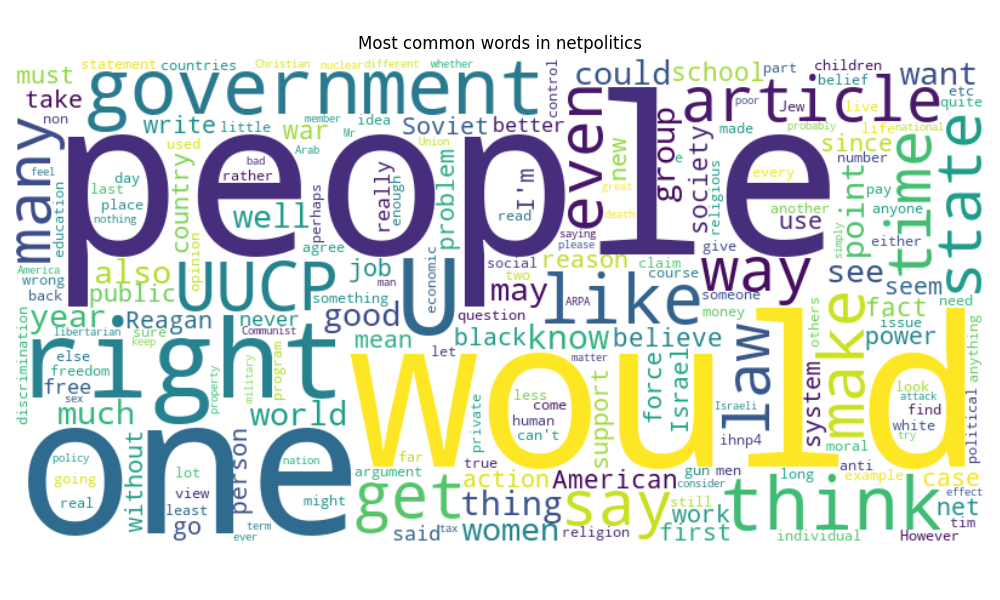 Most common words in netpolitics
statement countries Christian nuclear different whether children
must government could school part want
take belief etc
non write little member Mr idea Soviet better control even poor Jew article quite
used war made probably live life national
many people Arab Union new group society since state
feel bad really I'm e every number time
day rather enough read religious point
last country well perhaps problem great another use pay anyone
place nothing death give either
education opinion agree saying please simply
America also job economic social reason claim way see seem
wrong back public UUCP man U two course someone
something may ARPA like money others fact need
year Reagan never good question issue
libertarian sure Communist mean black know believe law make power anything
discrimination right keep let would
else matter
freedom property military program less force Israel look attack
free sex private come support Israeli system find political
much world human can't ihnp4 white try
one without person moral
policy lot nation far true gun men long anti
going argument action consider example case
real view might get thing American say still think effect
least go said tax women religion work net
term ever first individual However tim